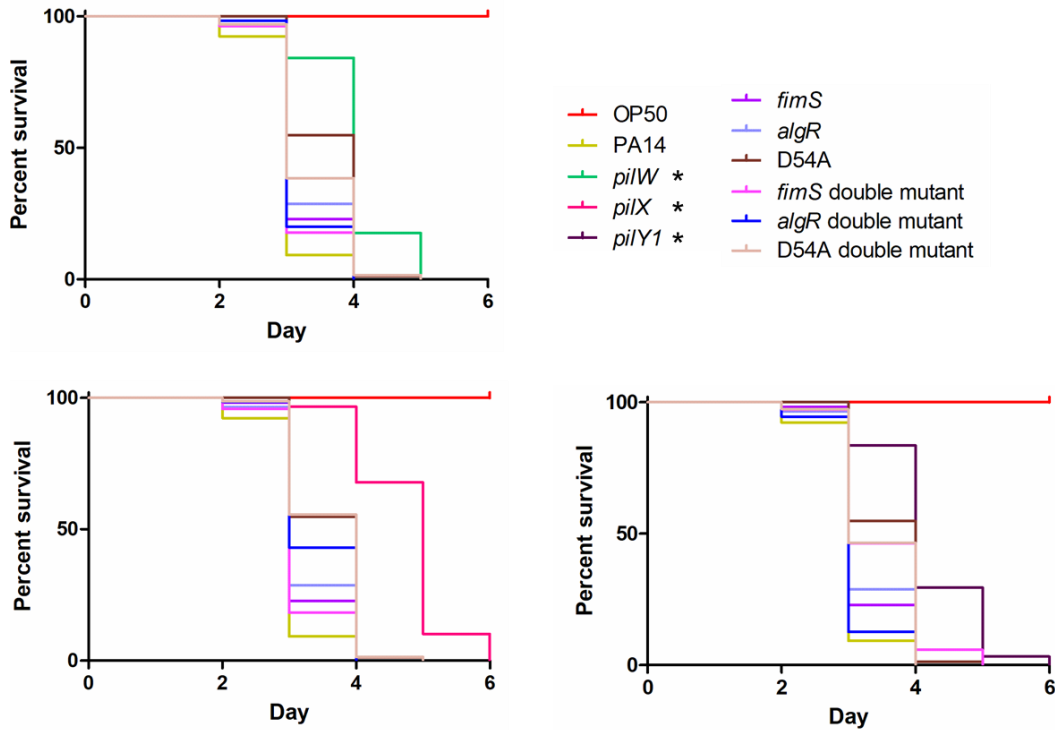 100
50
0
Percent survival
0
2
4
6
Day
OP50
PA14
pilW *
pilX *
pilY1 *
fimS
algR
D54A
fimS double mutant
algR double mutant
D54A double mutant
100
50
0
Percent survival
0
2
4
6
Day
100
50
0
Percent survival
0
2
4
6
Day